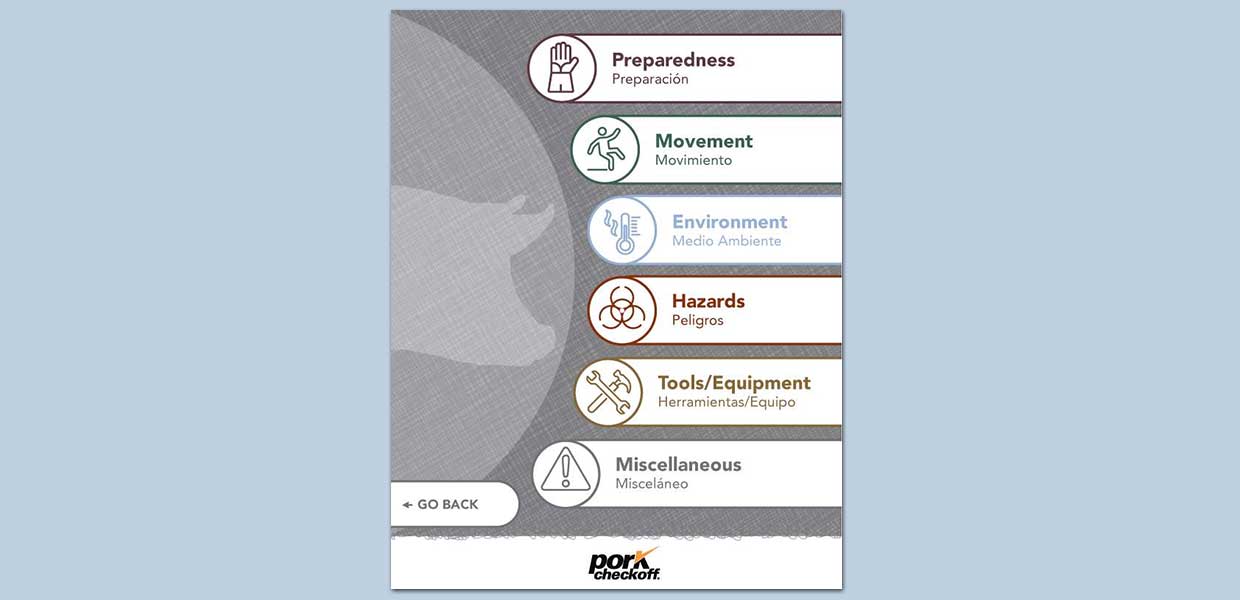 Preparedness
Preparación
Movement
Movimiento
Environment
Medio Ambiente
Hazards
Peligros
Tools/Equipment
Herramientas/Equipo
Miscellaneous
Misceláneo
← GO BACK
pork
checkoff.